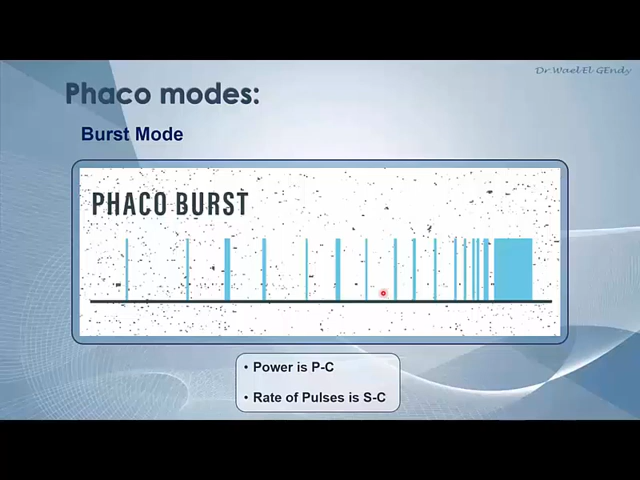 Dr.Wael El GEndy
Phaco modes:
Burst Mode
PHACO BURST
• Power is P-C
• Rate of Pulses is S-C